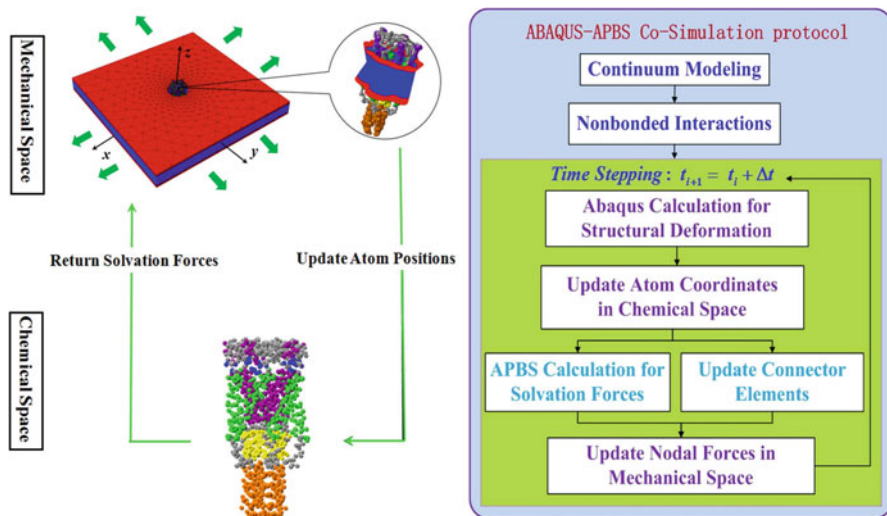 Mechanical Space
z
x
y
Return Solvation Forces
Update Atom Positions
Chemical Space
ABAQUS-APBS Co-Simulation protocol
Continuum Modeling
Nonbonded Interactions
Time Stepping : t_{i+1} = t_i + Δt
Abaqus Calculation for
Structural Deformation
Update Atom Coordinates
in Chemical Space
APBS Calculation for
Solvation Forces
Update Connector
Elements
Update Nodal Forces in
Mechanical Space